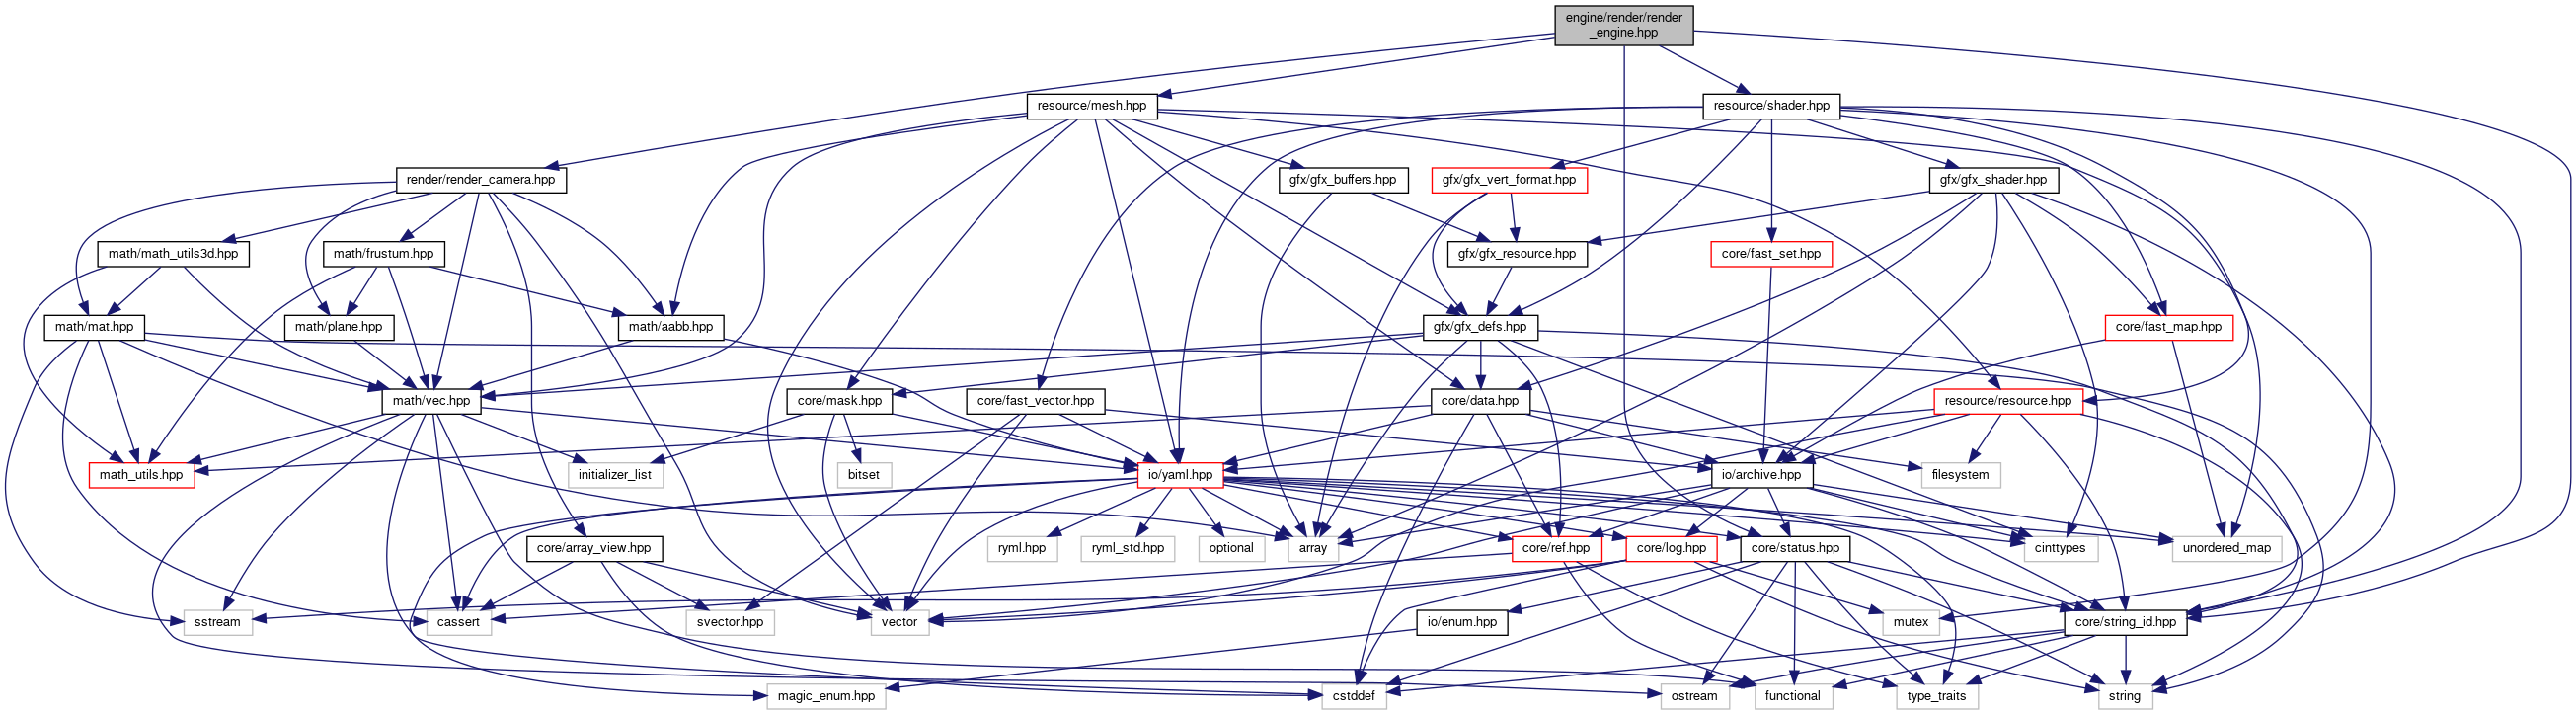 engine/render/render
_engine.hpp
resource/mesh.hpp
resource/shader.hpp
render/render_camera.hpp
gfx/gfx_buffers.hpp
gfx/gfx_vert_format.hpp
gfx/gfx_shader.hpp
math/math_utils3d.hpp
math/frustum.hpp
gfx/gfx_resource.hpp
core/fast_set.hpp
math/mat.hpp
math/plane.hpp
math/aabb.hpp
gfx/gfx_defs.hpp
core/fast_map.hpp
math/vec.hpp
core/mask.hpp
core/fast_vector.hpp
core/data.hpp
resource/resource.hpp
math_utils.hpp
initializer_list
bitset
io/yaml.hpp
io/archive.hpp
filesystem
core/array_view.hpp
ryml.hpp
ryml_std.hpp
optional
array
core/ref.hpp
core/log.hpp
core/status.hpp
cinttypes
unordered_map
sstream
cassert
svector.hpp
io/enum.hpp
vector
mutex
core/string_id.hpp
magic_enum.hpp
cstddef
ostream
functional
type_traits
string